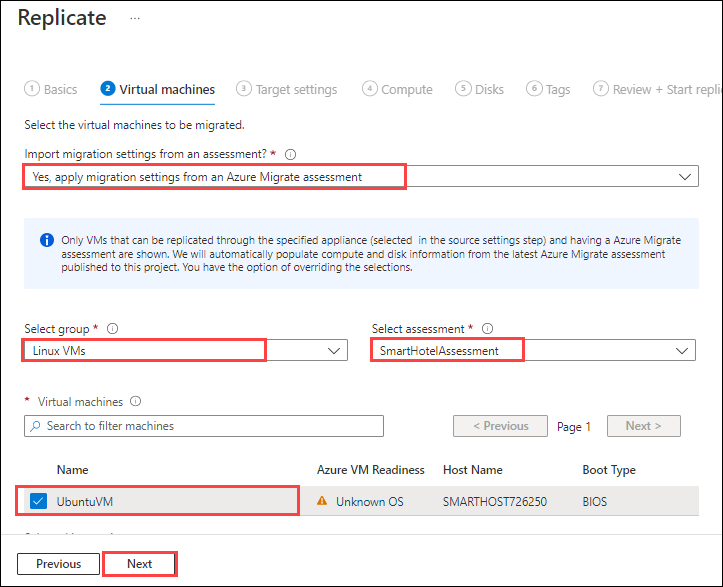 Replicate ...
1 Basics 2 Virtual machines 3 Target settings 4 Compute 5 Disks 6 Tags 7 Review + Start repli
Select the virtual machines to be migrated.
Import migration settings from an assessment? *
Yes, apply migration settings from an Azure Migrate assessment
Only VMs that can be replicated through the specified appliance (selected in the source settings step) and having a Azure Migrate
assessment are shown. We will automatically populate compute and disk information from the latest Azure Migrate assessment
published to this project. You have the option of overriding the selections.
Select group * Select assessment *
Linux VMs SmartHotelAssessment
* Virtual machines
Search to filter machines < Previous Page 1 Next >
Name Azure VM Readiness Host Name Boot Type
UbuntuVM Unknown OS SMARTHOST726250 BIOS
Previous Next